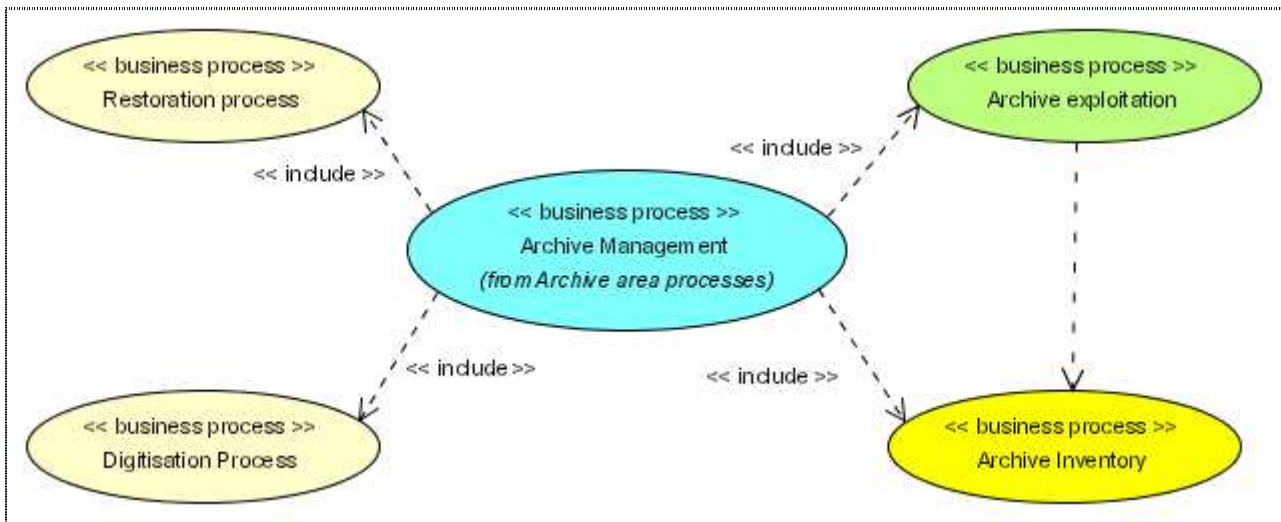 << business process >>
Restoration process
<< business process >>
Archive exploitation
<< include >>
<< include >>
<< business process >>
Archive Management
(from Archive area processes)
<< include >>
<< include >>
<< business process >>
Digitisation Process
<< business process >>
Archive Inventory